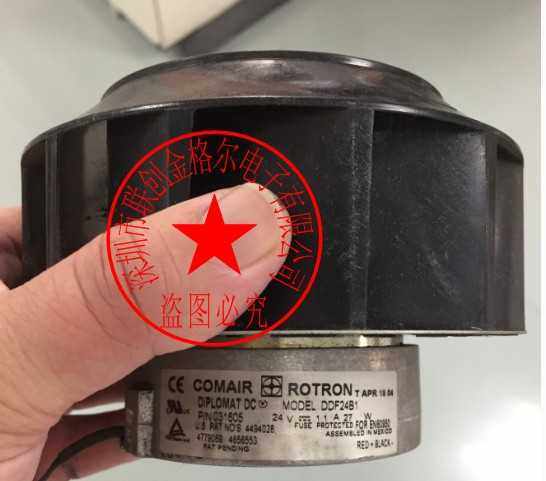 深圳市联创金格尔电子有限公司
盗图必究
CE COMAIR ROTRON T APR 18 04
DIPLOMAT DC® MODEL DDF24B1
P/N 031605 24 V 1.1 A 27 W
U.S PAT NO'S 4494028 FUSE PROTECTED FOR EN60950
4779069 4656553 ASSEMBLED IN MEXICO
PAT PENDING RED + BLACK -